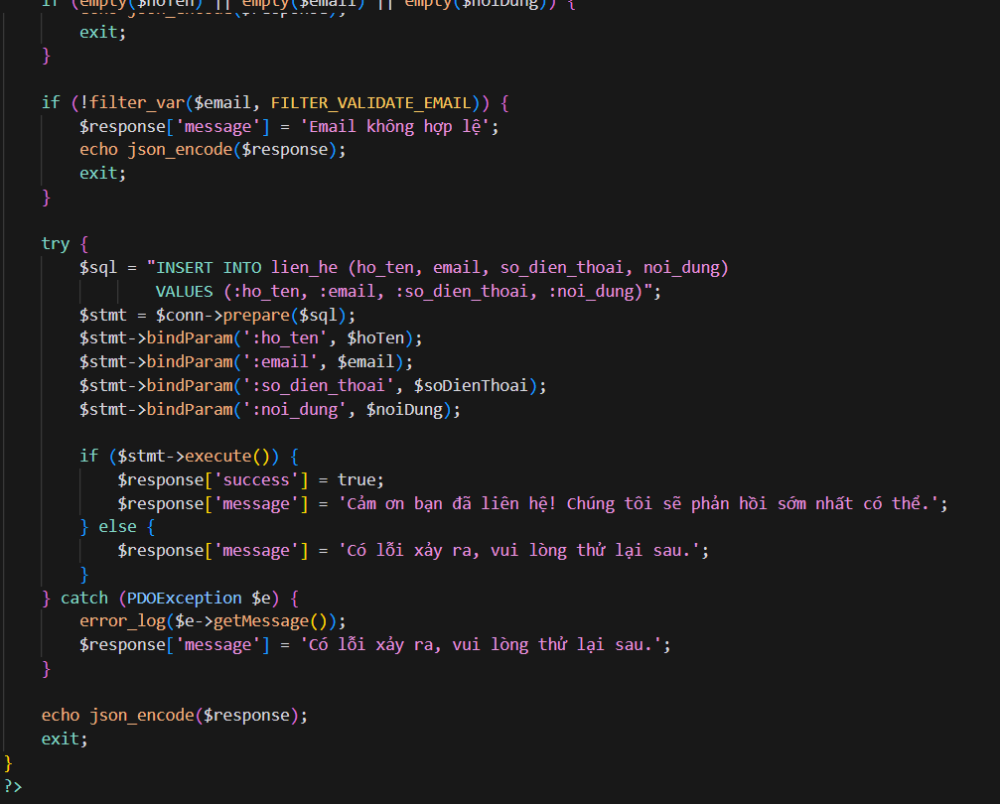 if (empty($hoTen) || empty($email) || empty($noiDung)) {
echo json_encode($response);
exit;
}
if (!filter_var($email, FILTER_VALIDATE_EMAIL)) {
$response['message'] = 'Email không hợp lệ';
echo json_encode($response);
exit;
}
try {
$sql = "INSERT INTO lien_he (ho_ten, email, so_dien_thoai, noi_dung)
VALUES (:ho_ten, :email, :so_dien_thoai, :noi_dung)";
$stmt = $conn->prepare($sql);
$stmt->bindParam(':ho_ten', $hoTen);
$stmt->bindParam(':email', $email);
$stmt->bindParam(':so_dien_thoai', $soDienThoai);
$stmt->bindParam(':noi_dung', $noiDung);
if ($stmt->execute()) {
$response['success'] = true;
$response['message'] = 'Cảm ơn bạn đã liên hệ! Chúng tôi sẽ phản hồi sớm nhất có thể.';
} else {
$response['message'] = 'Có lỗi xảy ra, vui lòng thử lại sau.';
}
} catch (PDOException $e) {
error_log($e->getMessage());
$response['message'] = 'Có lỗi xảy ra, vui lòng thử lại sau.';
}
echo json_encode($response);
exit;
}
?>